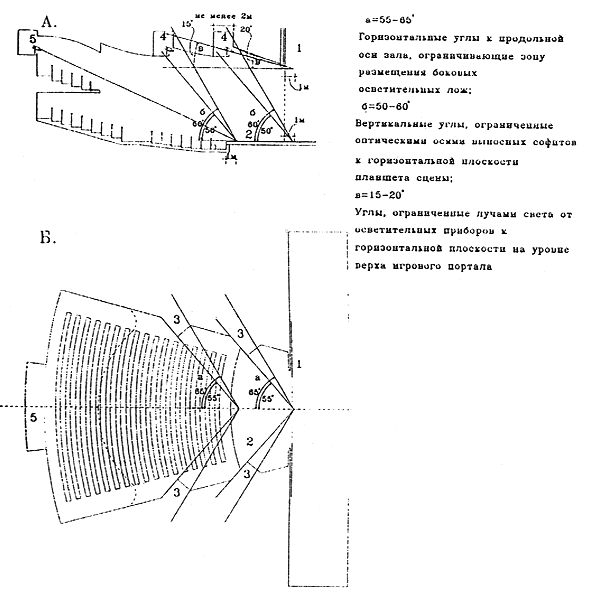 А.
не менее 2м
15°
20°
5
4
4
в
в
1
1м
б
б
60°
50°
60°
50°
2
1м
1м
а=55-65°
Горизонтальные углы к продольной
оси зала, ограничивающие зону
размещения боковых
осветительных лож;
б=50-60°
Вертикальные углы, ограниченные
оптическими осями выносных софитов
к горизонтальной плоскости
планшета сцены;
в=15-20°
Углы, ограниченные лучами света от
осветительных приборов к
горизонтальной плоскости на уровне
верха игрового портала
Б.
3
3
1
а
а
65°
55°
65°
55°
5
2
3
3